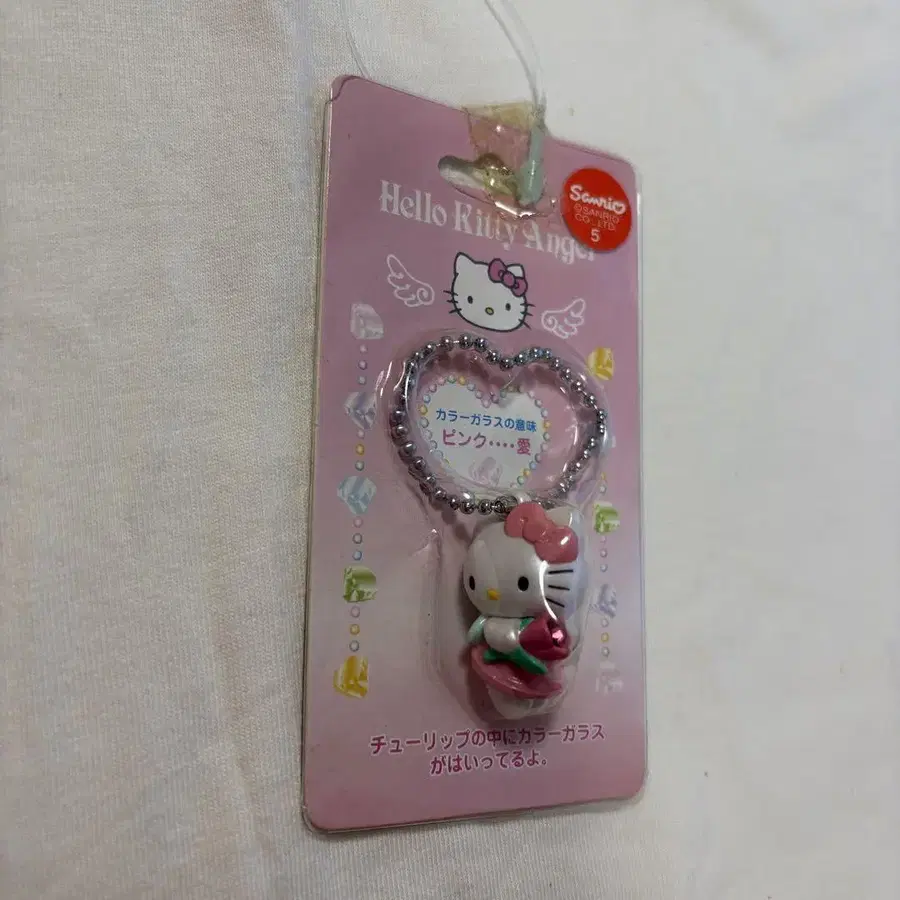 Hello Kitty Angel
Sanrio
©SANRIO
CO., LTD.
5
カラーガラスの意味
ピンク‥‥愛
チューリップの中にカラーガラス
がはいってるよ。